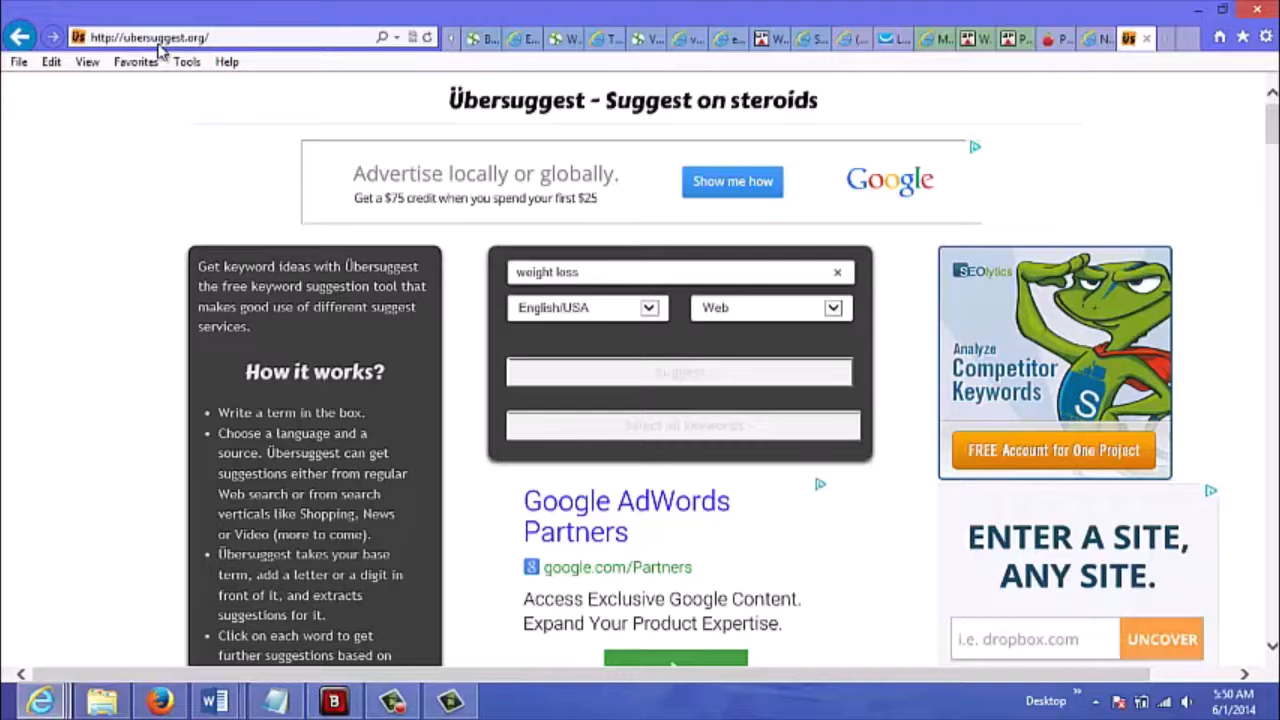 http://ubersuggest.org/
B...
E...
W...
T...
V...
v...
e...
W...
S...
(...
L...
M...
W.
P...
P...
N...
Us
File Edit View Favorites Tools Help
Übersuggest - Suggest on steroids
Advertise locally or globally.
Get a $75 credit when you spend your first $25
Show me how
Google
Get keyword ideas with Übersuggest
the free keyword suggestion tool that
makes good use of different suggest
services.
How it works?
• Write a term in the box.
• Choose a language and a
source. Übersuggest can get
suggestions either from regular
Web search or from search
verticals like Shopping, News
or Video (more to come).
• Übersuggest takes your base
term, add a letter or a digit in
front of it, and extracts
suggestions for it.
• Click on each word to get
further suggestions based on
weight loss
English/USA
Web
Suggest
Select all keywords
Google AdWords
Partners
google.com/Partners
Access Exclusive Google Content.
Expand Your Product Expertise.
SEOlytics
Analyze
Competitor
Keywords
S
FREE Account for One Project
ENTER A SITE,
ANY SITE.
i.e. dropbox.com
UNCOVER
Desktop
5:50 AM
6/1/2014